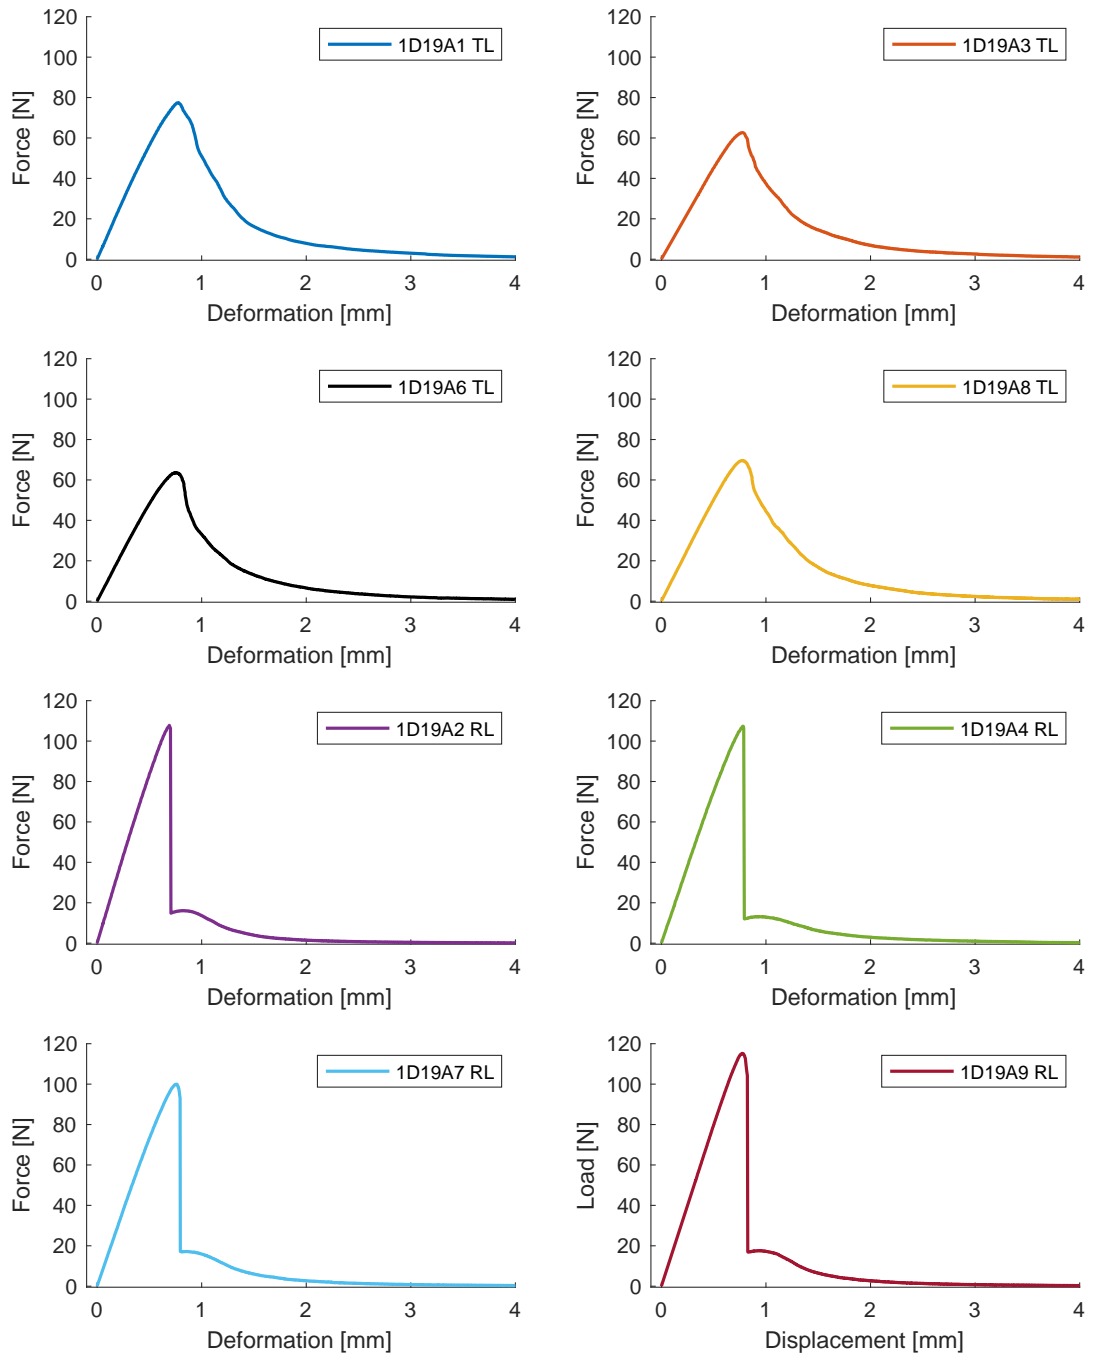 120
100
80
60
40
20
0
Force [N]
1D19A1 TL
0 1 2 3 4
Deformation [mm]
120
100
80
60
40
20
0
Force [N]
1D19A3 TL
0 1 2 3 4
Deformation [mm]
120
100
80
60
40
20
0
Force [N]
1D19A6 TL
0 1 2 3 4
Deformation [mm]
120
100
80
60
40
20
0
Force [N]
1D19A8 TL
0 1 2 3 4
Deformation [mm]
120
100
80
60
40
20
0
Force [N]
1D19A2 RL
0 1 2 3 4
Deformation [mm]
120
100
80
60
40
20
0
Force [N]
1D19A4 RL
0 1 2 3 4
Deformation [mm]
120
100
80
60
40
20
0
Force [N]
1D19A7 RL
0 1 2 3 4
Deformation [mm]
120
100
80
60
40
20
0
Load [N]
1D19A9 RL
0 1 2 3 4
Displacement [mm]